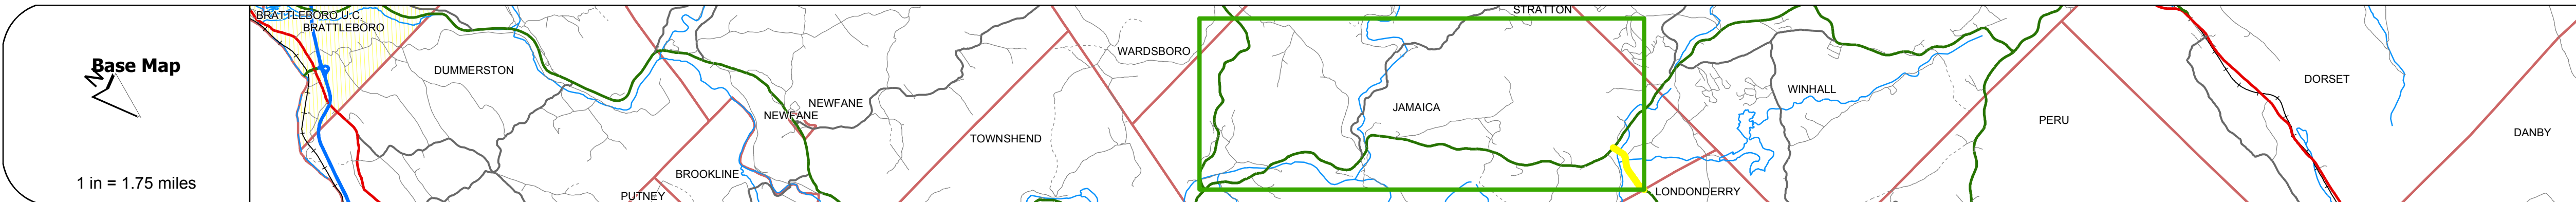 N
Base Map
1 in = 1.75 miles
BRATTLEBORO U.C.
BRATTLEBORO
DUMMERSTON
PUTNEY
BROOKLINE
NEWFANE
NEWFANE
TOWNSHEND
WARDSBORO
JAMAICA
STRATTON
LONDONDERRY
WINHALL
PERU
DORSET
DANBY